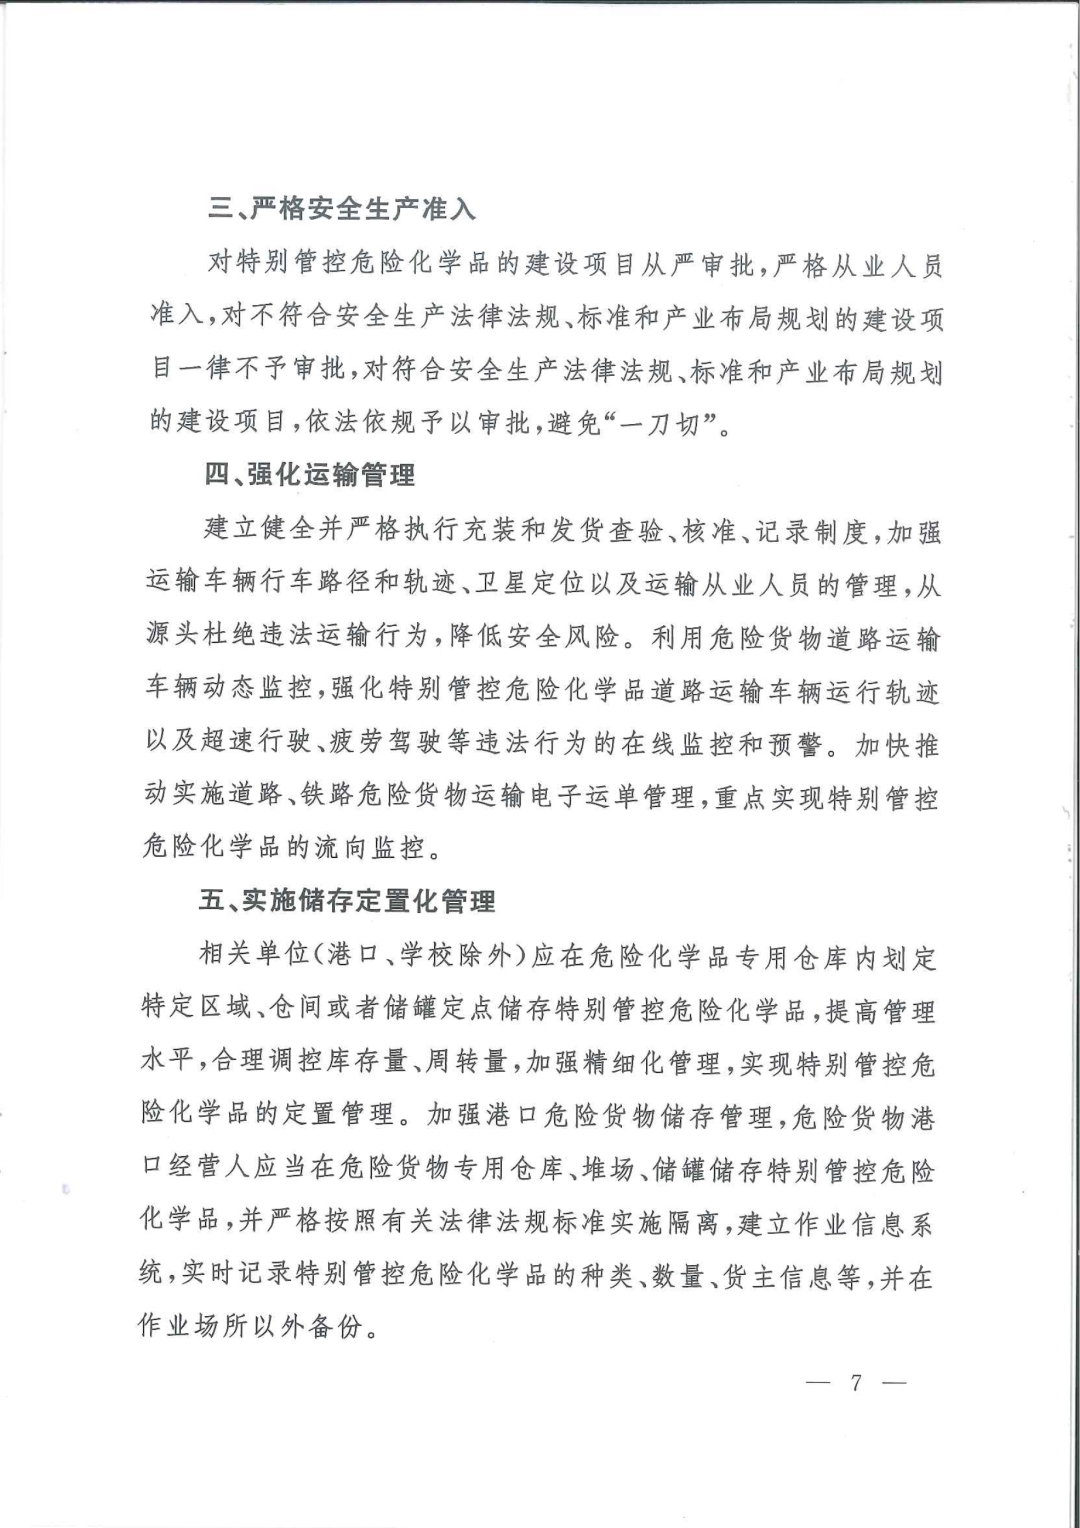 三、严格安全生产准入
对特别管控危险化学品的建设项目从严审批,严格从业人员
准入,对不符合安全生产法律法规、标准和产业布局规划的建设项
目一律不予审批,对符合安全生产法律法规、标准和产业布局规划
的建设项目,依法依规予以审批,避免“一刀切”。
四、强化运输管理
建立健全并严格执行充装和发货查验、核准、记录制度,加强
运输车辆行车路径和轨迹、卫星定位以及运输从业人员的管理,从
源头杜绝违法运输行为,降低安全风险。利用危险货物道路运输
车辆动态监控,强化特别管控危险化学品道路运输车辆运行轨迹
以及超速行驶、疲劳驾驶等违法行为的在线监控和预警。加快推
动实施道路、铁路危险货物运输电子运单管理,重点实现特别管控
危险化学品的流向监控。
五、实施储存定置化管理
相关单位(港口、学校除外)应在危险化学品专用仓库内划定
特定区域、仓间或者储罐定点储存特别管控危险化学品,提高管理
水平,合理调控库存量、周转量,加强精细化管理,实现特别管控危
险化学品的定置管理。加强港口危险货物储存管理,危险货物港
口经营人应当在危险货物专用仓库、堆场、储罐储存特别管控危险
化学品,并严格按照有关法律法规标准实施隔离,建立作业信息系
统,实时记录特别管控危险化学品的种类、数量、货主信息等,并在
作业场所以外备份。
— 7 —